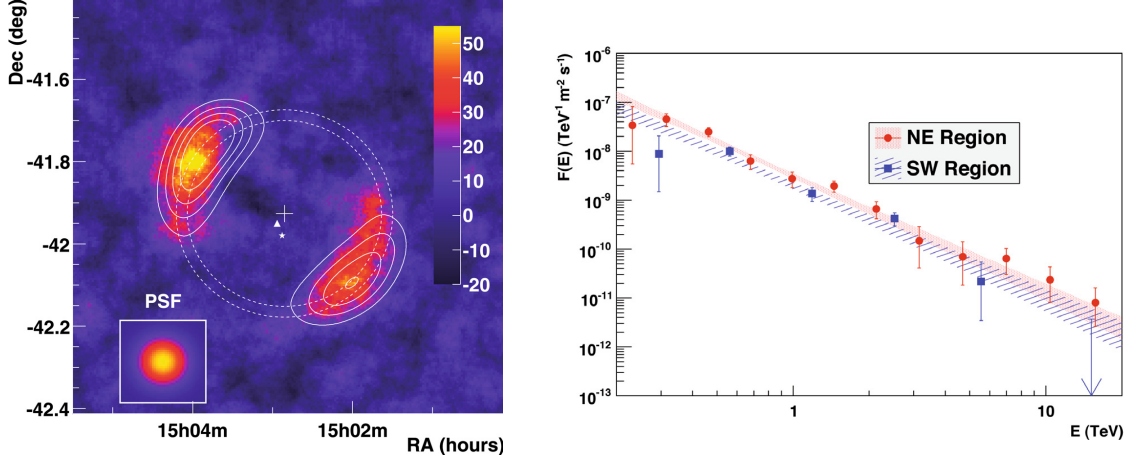 Dec (deg)
-41.6
-41.8
-42
-42.2
-42.4
50
40
30
20
10
0
-10
-20
PSF
15h04m
15h02m
RA (hours)
F(E) (TeV⁻¹ m⁻² s⁻¹)
10⁻⁶
10⁻⁷
10⁻⁸
10⁻⁹
10⁻¹⁰
10⁻¹¹
10⁻¹²
10⁻¹³
NE Region
SW Region
1
10
E (TeV)